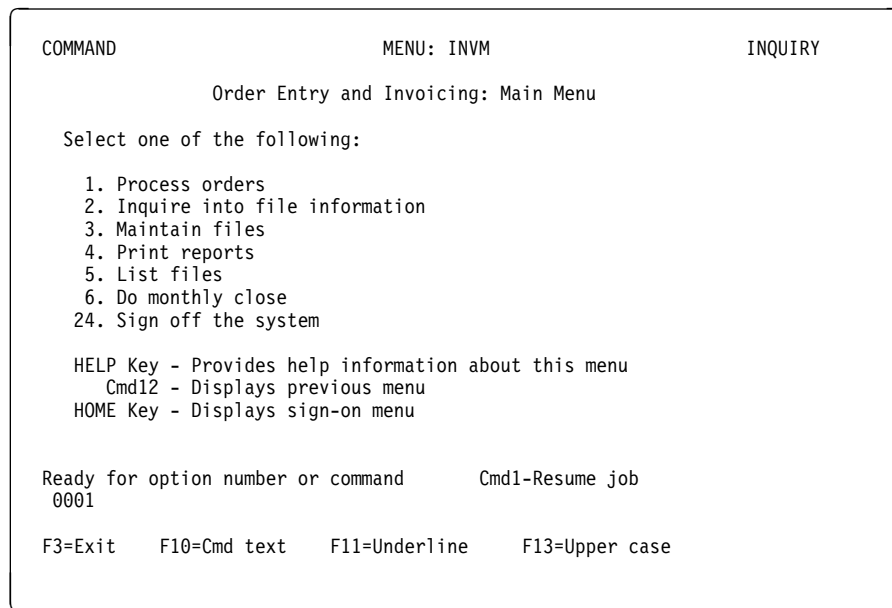 COMMAND MENU: INVM INQUIRY
Order Entry and Invoicing: Main Menu
Select one of the following:
1. Process orders
2. Inquire into file information
3. Maintain files
4. Print reports
5. List files
6. Do monthly close
24. Sign off the system
HELP Key - Provides help information about this menu
Cmd12 - Displays previous menu
HOME Key - Displays sign-on menu
Ready for option number or command Cmd1-Resume job
0001
F3=Exit F10=Cmd text F11=Underline F13=Upper case